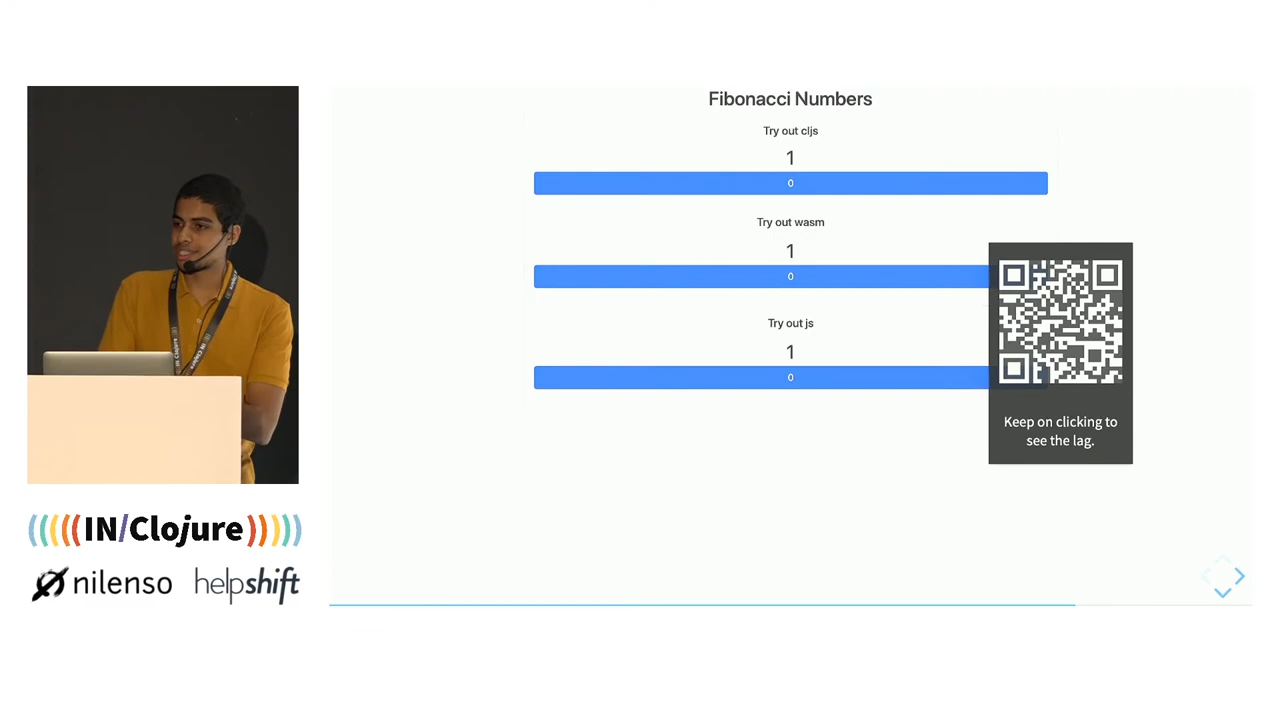 Fibonacci Numbers
Try out cljs
1
0
Try out wasm
1
0
Try out js
1
0
Keep on clicking to
see the lag.
((((IN/Clojure))))
nilenso helpshift